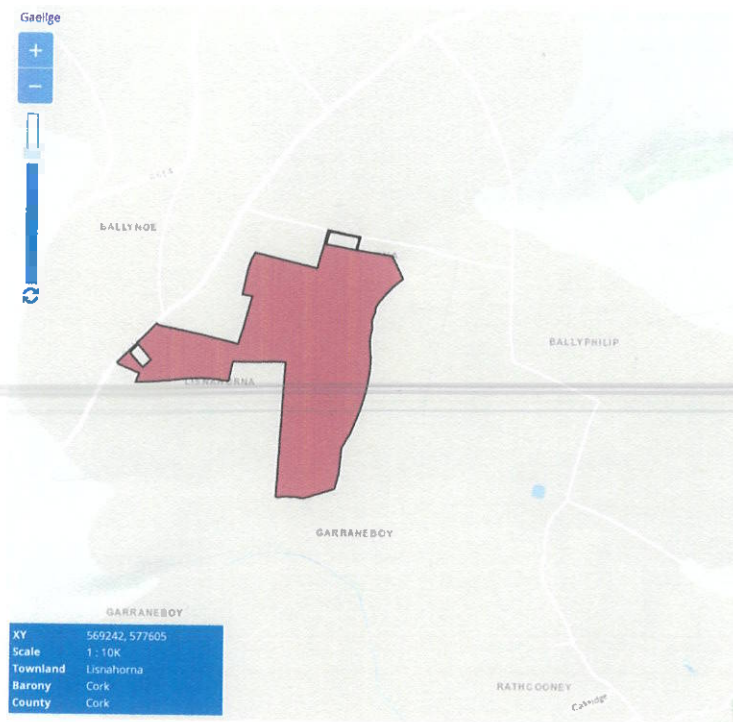 Gaeilge
+
−
BALLYNOE
BALLYPHILIP
LISNAHORNA
GARRANEBOY
GARRANEBOY
XY 569242, 577605
Scale 1 : 10K
Townland Lisnahorna
Barony Cork
County Cork
RATHCOONEY